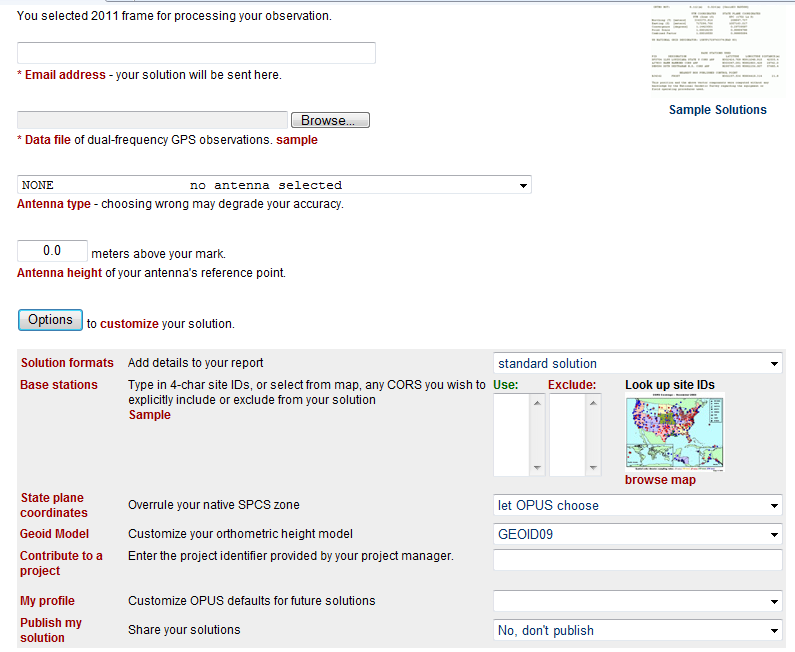 You selected 2011 frame for processing your observation.
* Email address - your solution will be sent here.
Browse...
* Data file of dual-frequency GPS observations. sample
Sample Solutions
NONE no antenna selected
Antenna type - choosing wrong may degrade your accuracy.
0.0 meters above your mark.
Antenna height of your antenna's reference point.
Options to customize your solution.
Solution formats Add details to your report standard solution
Base stations Type in 4-char site IDs, or select from map, any CORS you wish to Use: Exclude: Look up site IDs
explicitly include or exclude from your solution
Sample
browse map
State plane
coordinates Overrule your native SPCS zone let OPUS choose
Geoid Model Customize your orthometric height model GEOID09
Contribute to a Enter the project identifier provided by your project manager.
project
My profile Customize OPUS defaults for future solutions
Publish my
solution Share your solutions No, don't publish